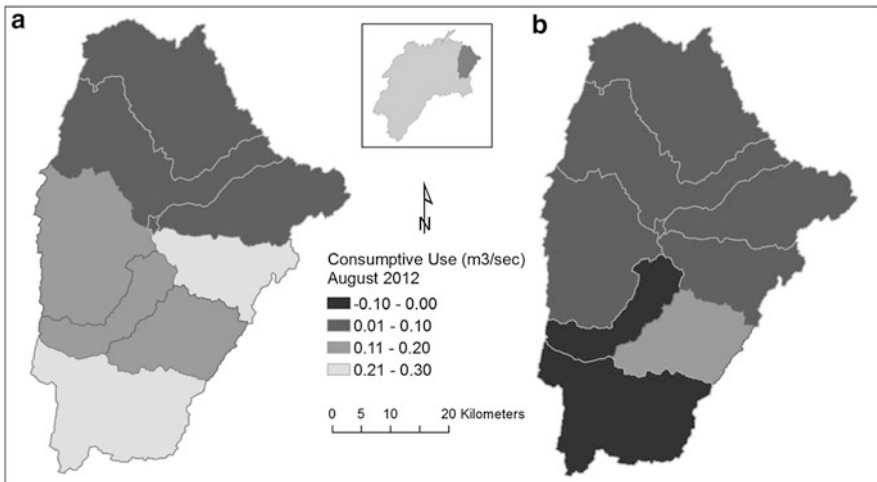 a
b
N
Consumptive Use (m3/sec)
August 2012
-0.10 - 0.00
0.01 - 0.10
0.11 - 0.20
0.21 - 0.30
0 5 10 20 Kilometers